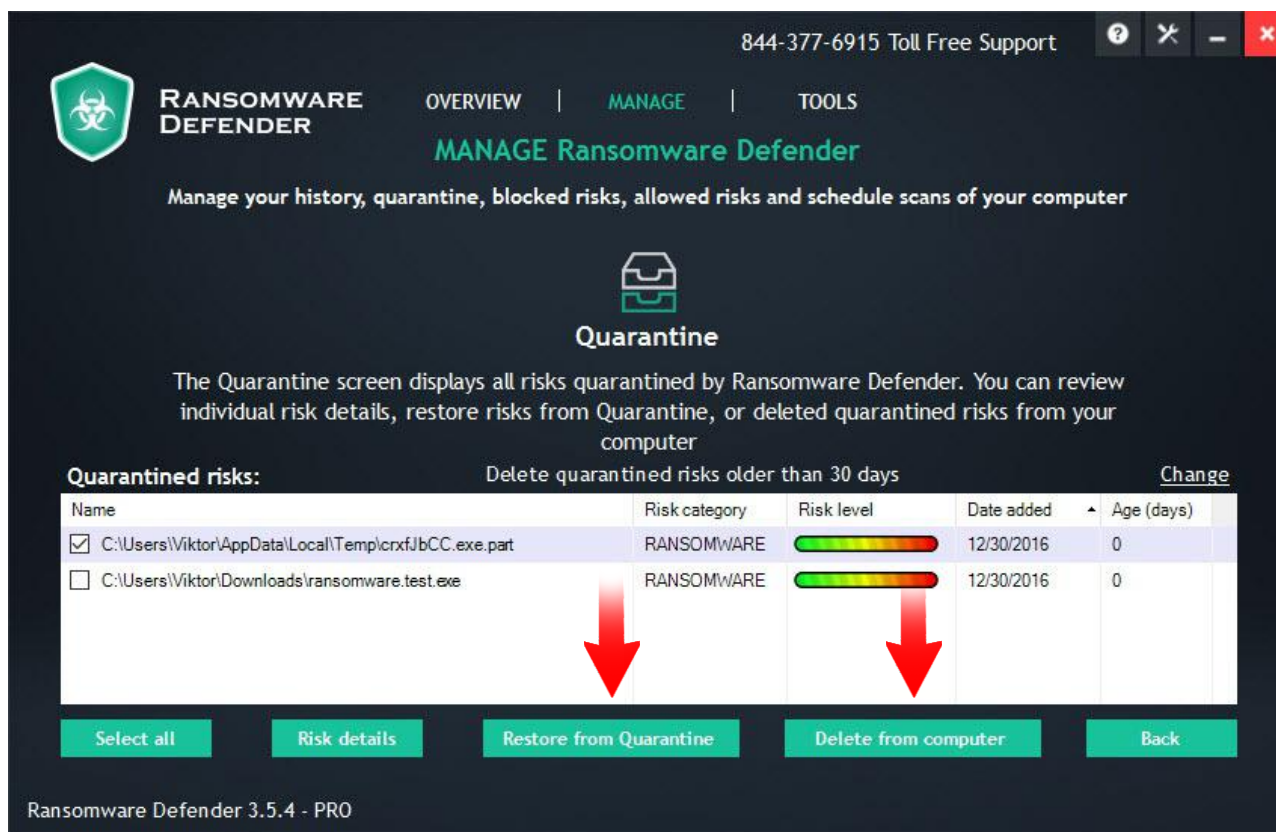 844-377-6915 Toll Free Support
RANSOMWARE
DEFENDER
OVERVIEW | MANAGE | TOOLS
MANAGE Ransomware Defender
Manage your history, quarantine, blocked risks, allowed risks and schedule scans of your computer
Quarantine
The Quarantine screen displays all risks quarantined by Ransomware Defender. You can review
individual risk details, restore risks from Quarantine, or deleted quarantined risks from your
computer
Quarantined risks: Delete quarantined risks older than 30 days Change
Name Risk category Risk level Date added Age (days)
C:\Users\Viktor\AppData\Local\Temp\crxfJbCC.exe.part RANSOMWARE 12/30/2016 0
C:\Users\Viktor\Downloads\ransomware.test.exe RANSOMWARE 12/30/2016 0
Select all Risk details Restore from Quarantine Delete from computer Back
Ransomware Defender 3.5.4 - PRO